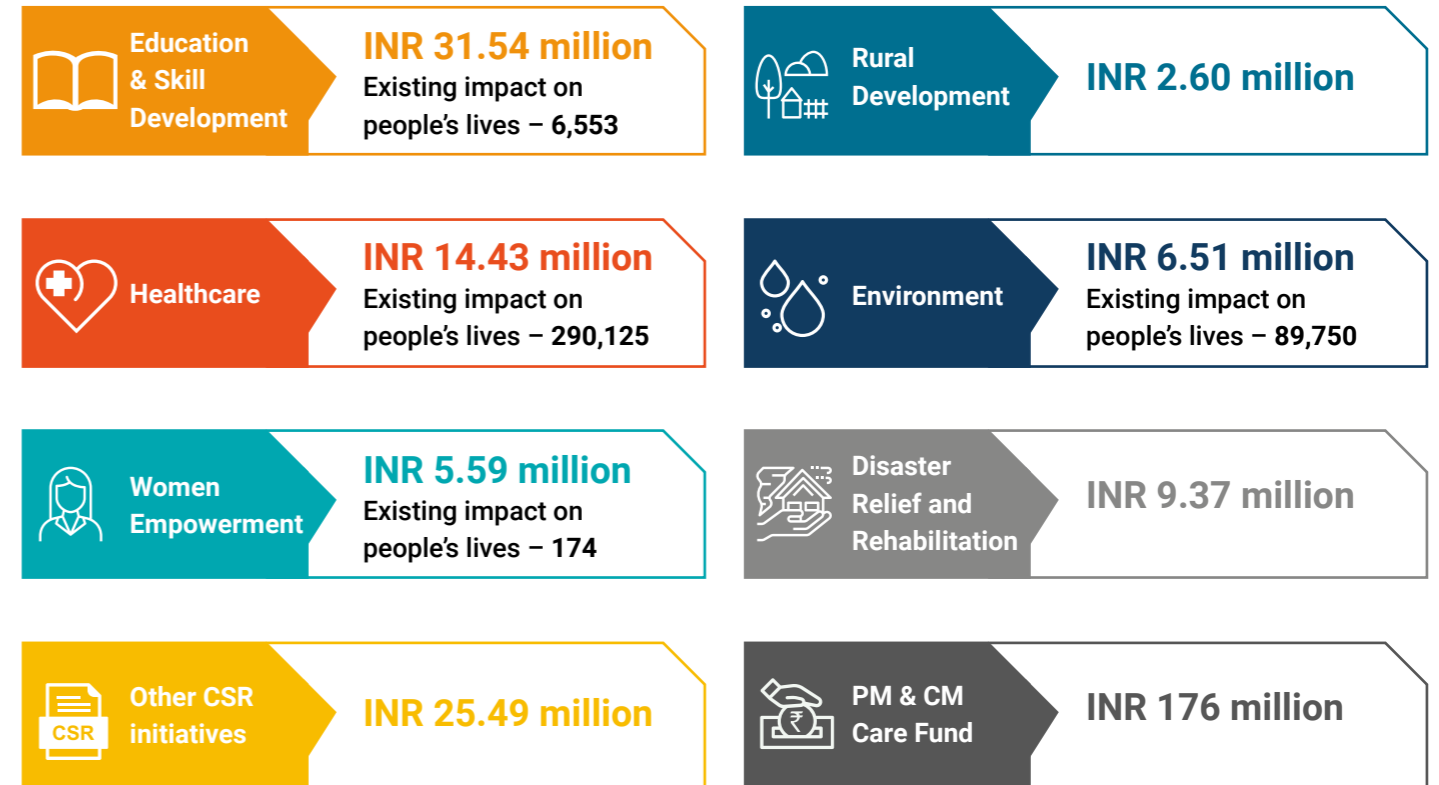 Education
& Skill
Development
INR 31.54 million
Existing impact on
people's lives – 6,553
Rural
Development
INR 2.60 million
Healthcare
INR 14.43 million
Existing impact on
people's lives – 290,125
Environment
INR 6.51 million
Existing impact on
people's lives – 89,750
Women
Empowerment
INR 5.59 million
Existing impact on
people's lives – 174
Disaster
Relief and
Rehabilitation
INR 9.37 million
CSR
Other CSR
initiatives
INR 25.49 million
₹
PM & CM
Care Fund
INR 176 million